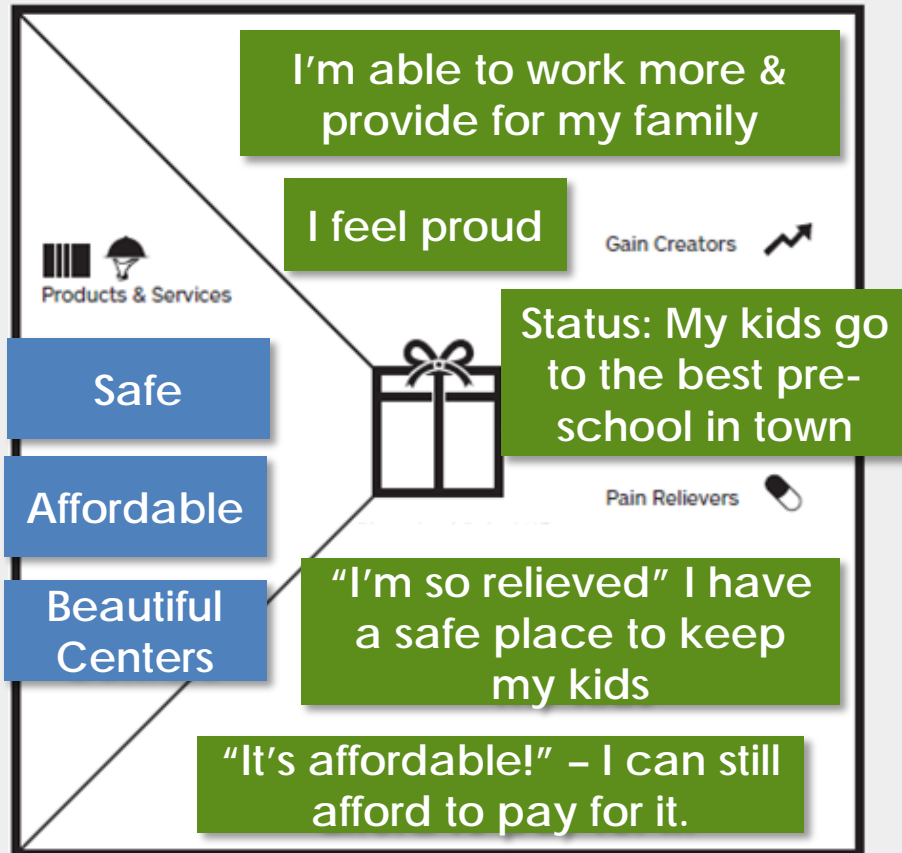 I'm able to work more &
provide for my family
I feel proud
Gain Creators
Products & Services
Status: My kids go
to the best pre-
school in town
Safe
Affordable
Pain Relievers
Beautiful
Centers
“I'm so relieved” I have
a safe place to keep
my kids
“It's affordable!” – I can still
afford to pay for it.